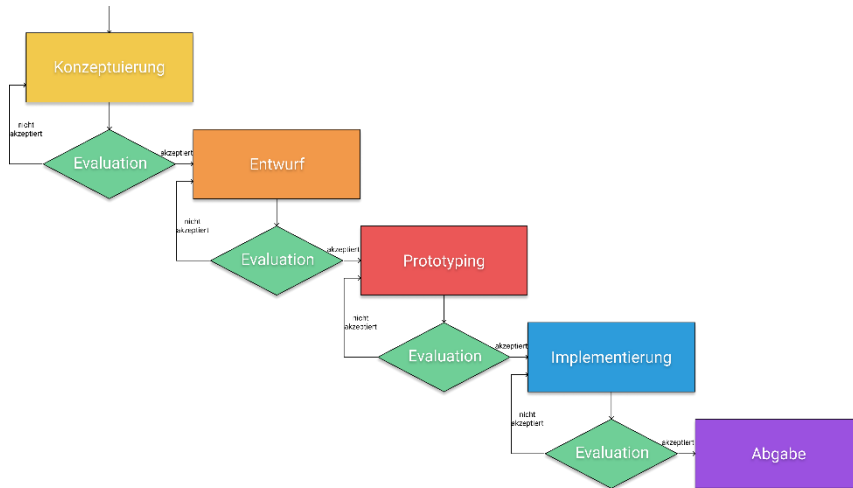 Konzeptuierung
nicht
akzeptiert
Evaluation
akzeptiert
Entwurf
nicht
akzeptiert
Evaluation
akzeptiert
Prototyping
nicht
akzeptiert
Evaluation
akzeptiert
Implementierung
nicht
akzeptiert
Evaluation
akzeptiert
Abgabe